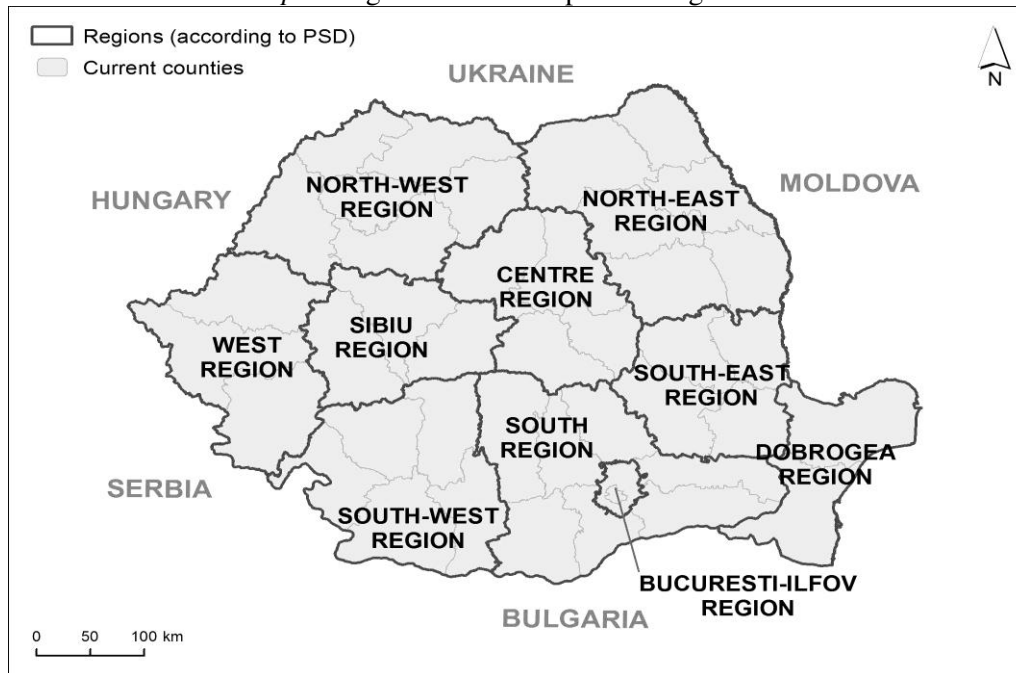 Regions (according to PSD)
Current counties
N
UKRAINE
HUNGARY
MOLDOVA
NORTH-WEST
REGION
NORTH-EAST
REGION
CENTRE
REGION
SIBIU
REGION
WEST
REGION
SOUTH-EAST
REGION
SOUTH
REGION
DOBROGEA
REGION
SERBIA
SOUTH-WEST
REGION
BUCURESTI-ILFOV
REGION
BULGARIA
0 50 100 km